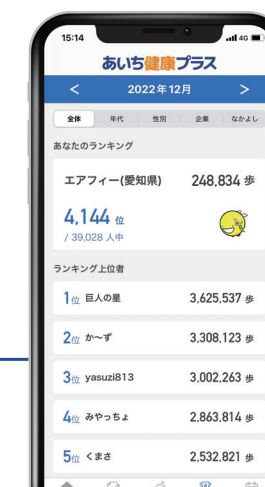 15:14 4G
あいち健康プラス
< 2022年12月 >
全体 年代 性別 企業 なかよし
あなたのランキング
エアフィー(愛知県) 248,834 歩
4,144 位
/ 39,028 人中
ランキング上位者
1位 巨人の星 3,625,537 歩
2位 か〜ず 3,308,123 歩
3位 yasuzi813 3,002,263 歩
4位 みやっちょ 2,863,814 歩
5位 くまさ 2,532,821 歩